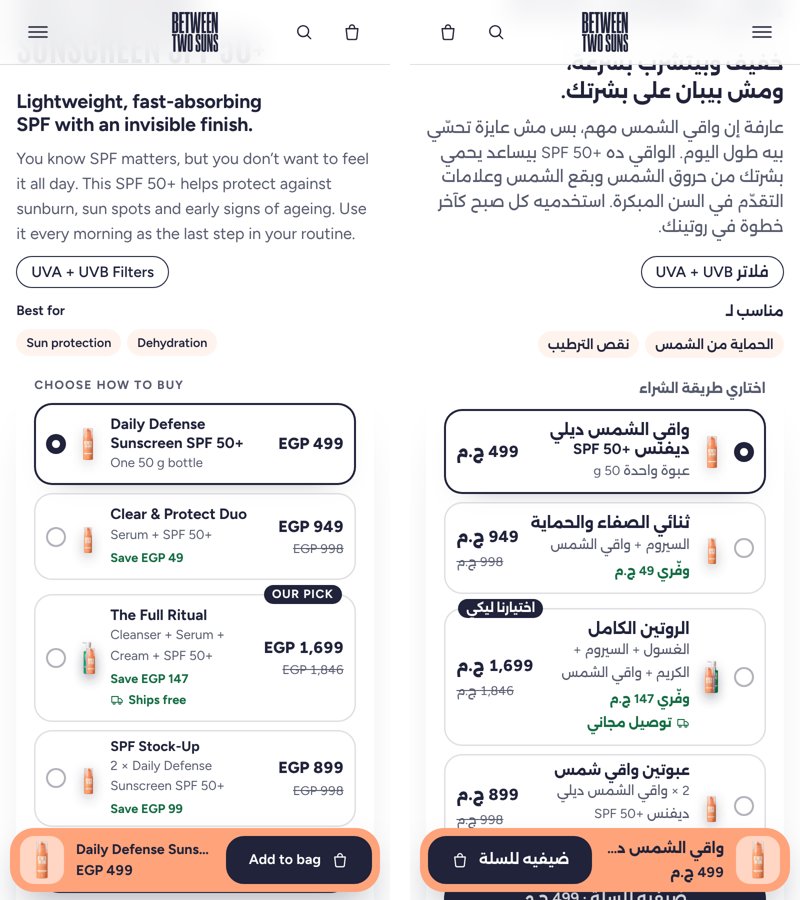 BETWEEN
TWO SUNS
SUNSCREEN SPF 50+
Lightweight, fast-absorbing
SPF with an invisible finish.
You know SPF matters, but you don’t want to feel
it all day. This SPF 50+ helps protect against
sunburn, sun spots and early signs of ageing. Use
it every morning as the last step in your routine.
UVA + UVB Filters
Best for
Sun protection
Dehydration
CHOOSE HOW TO BUY
Daily Defense
Sunscreen SPF 50+
One 50 g bottle
EGP 499
Clear & Protect Duo
Serum + SPF 50+
Save EGP 49
EGP 949
EGP 998
OUR PICK
The Full Ritual
Cleanser + Serum +
Cream + SPF 50+
Save EGP 147
Ships free
EGP 1,699
EGP 1,846
SPF Stock-Up
2 × Daily Defense
Sunscreen SPF 50+
Save EGP 99
EGP 899
EGP 998
Daily Defense Suns...
EGP 499
Add to bag
BETWEEN
TWO SUNS
خفيف وبيتشرب بسرعة،
ومش بيبان على بشرتك.
عارفة إن واقي الشمس مهم، بس مش عايزة تحسّي
بيه طول اليوم. الواقي ده SPF 50+ بيساعد يحمي
بشرتك من حروق الشمس وبقع الشمس وعلامات
التقدّم في السن المبكرة. استخدميه كل صبح كآخر
خطوة في روتينك.
فلاتر UVA + UVB
مناسب لـ
الحماية من الشمس
نقص الترطيب
اختاري طريقة الشراء
واقي الشمس ديلي
ديفنس SPF 50+
عبوة واحدة 50 g
499 ج.م
ثنائي الصفاء والحماية
السيروم + واقي الشمس
وفّري 49 ج.م
949 ج.م
998 ج.م
اختيارنا ليكي
الروتين الكامل
الغسول + السيروم +
الكريم + واقي الشمس
وفّري 147 ج.م
توصيل مجاني
1,699 ج.م
1,846 ج.م
عبوتين واقي شمس
2 × واقي الشمس ديلي
ديفنس SPF 50+
899 ج.م
998 ج.م
واقي الشمس د...
499 ج.م
ضيفيه للسلة
ضيفيه للسلة · 499 ج.م